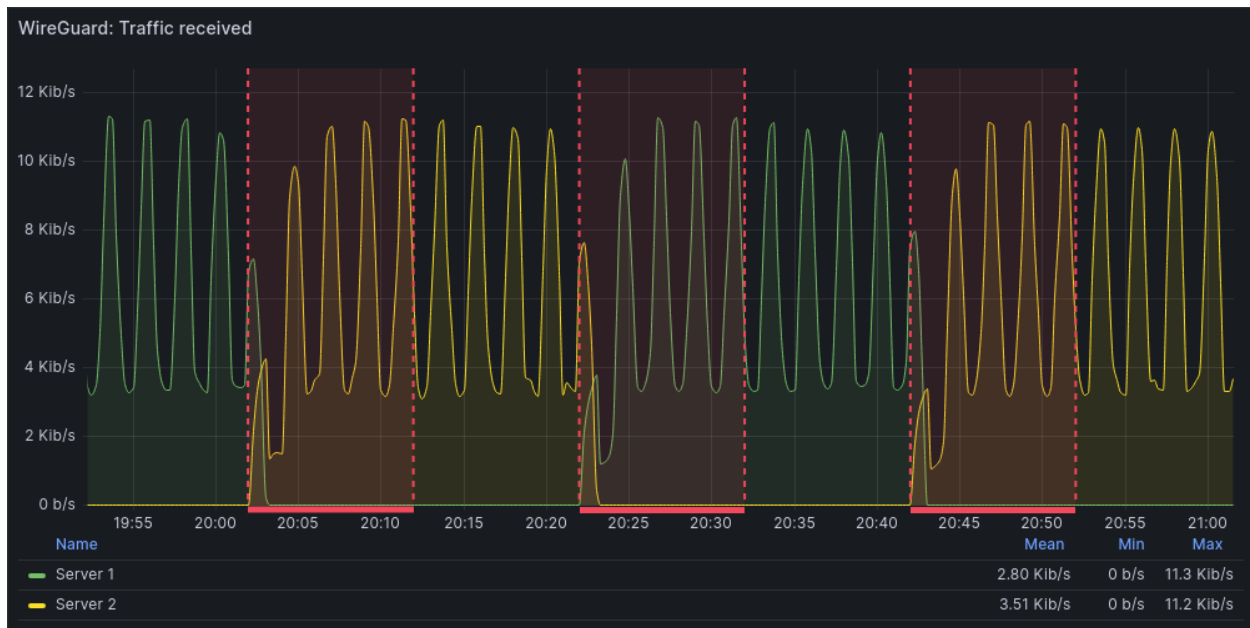 WireGuard: Traffic received
12 Kib/s
10 Kib/s
8 Kib/s
6 Kib/s
4 Kib/s
2 Kib/s
0 b/s
19:55 20:00 20:05 20:10 20:15 20:20 20:25 20:30 20:35 20:40 20:45 20:50 20:55 21:00
Name Mean Min Max
Server 1 2.80 Kib/s 0 b/s 11.3 Kib/s
Server 2 3.51 Kib/s 0 b/s 11.2 Kib/s